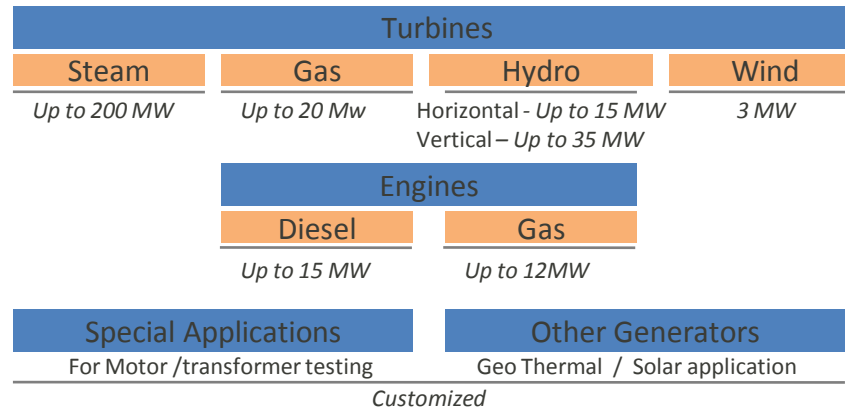 Turbines
Steam Gas Hydro Wind
Up to 200 MW Up to 20 Mw Horizontal - Up to 15 MW 3 MW
Vertical – Up to 35 MW
Engines
Diesel Gas
Up to 15 MW Up to 12MW
Special Applications Other Generators
For Motor /transformer testing Geo Thermal / Solar application
Customized